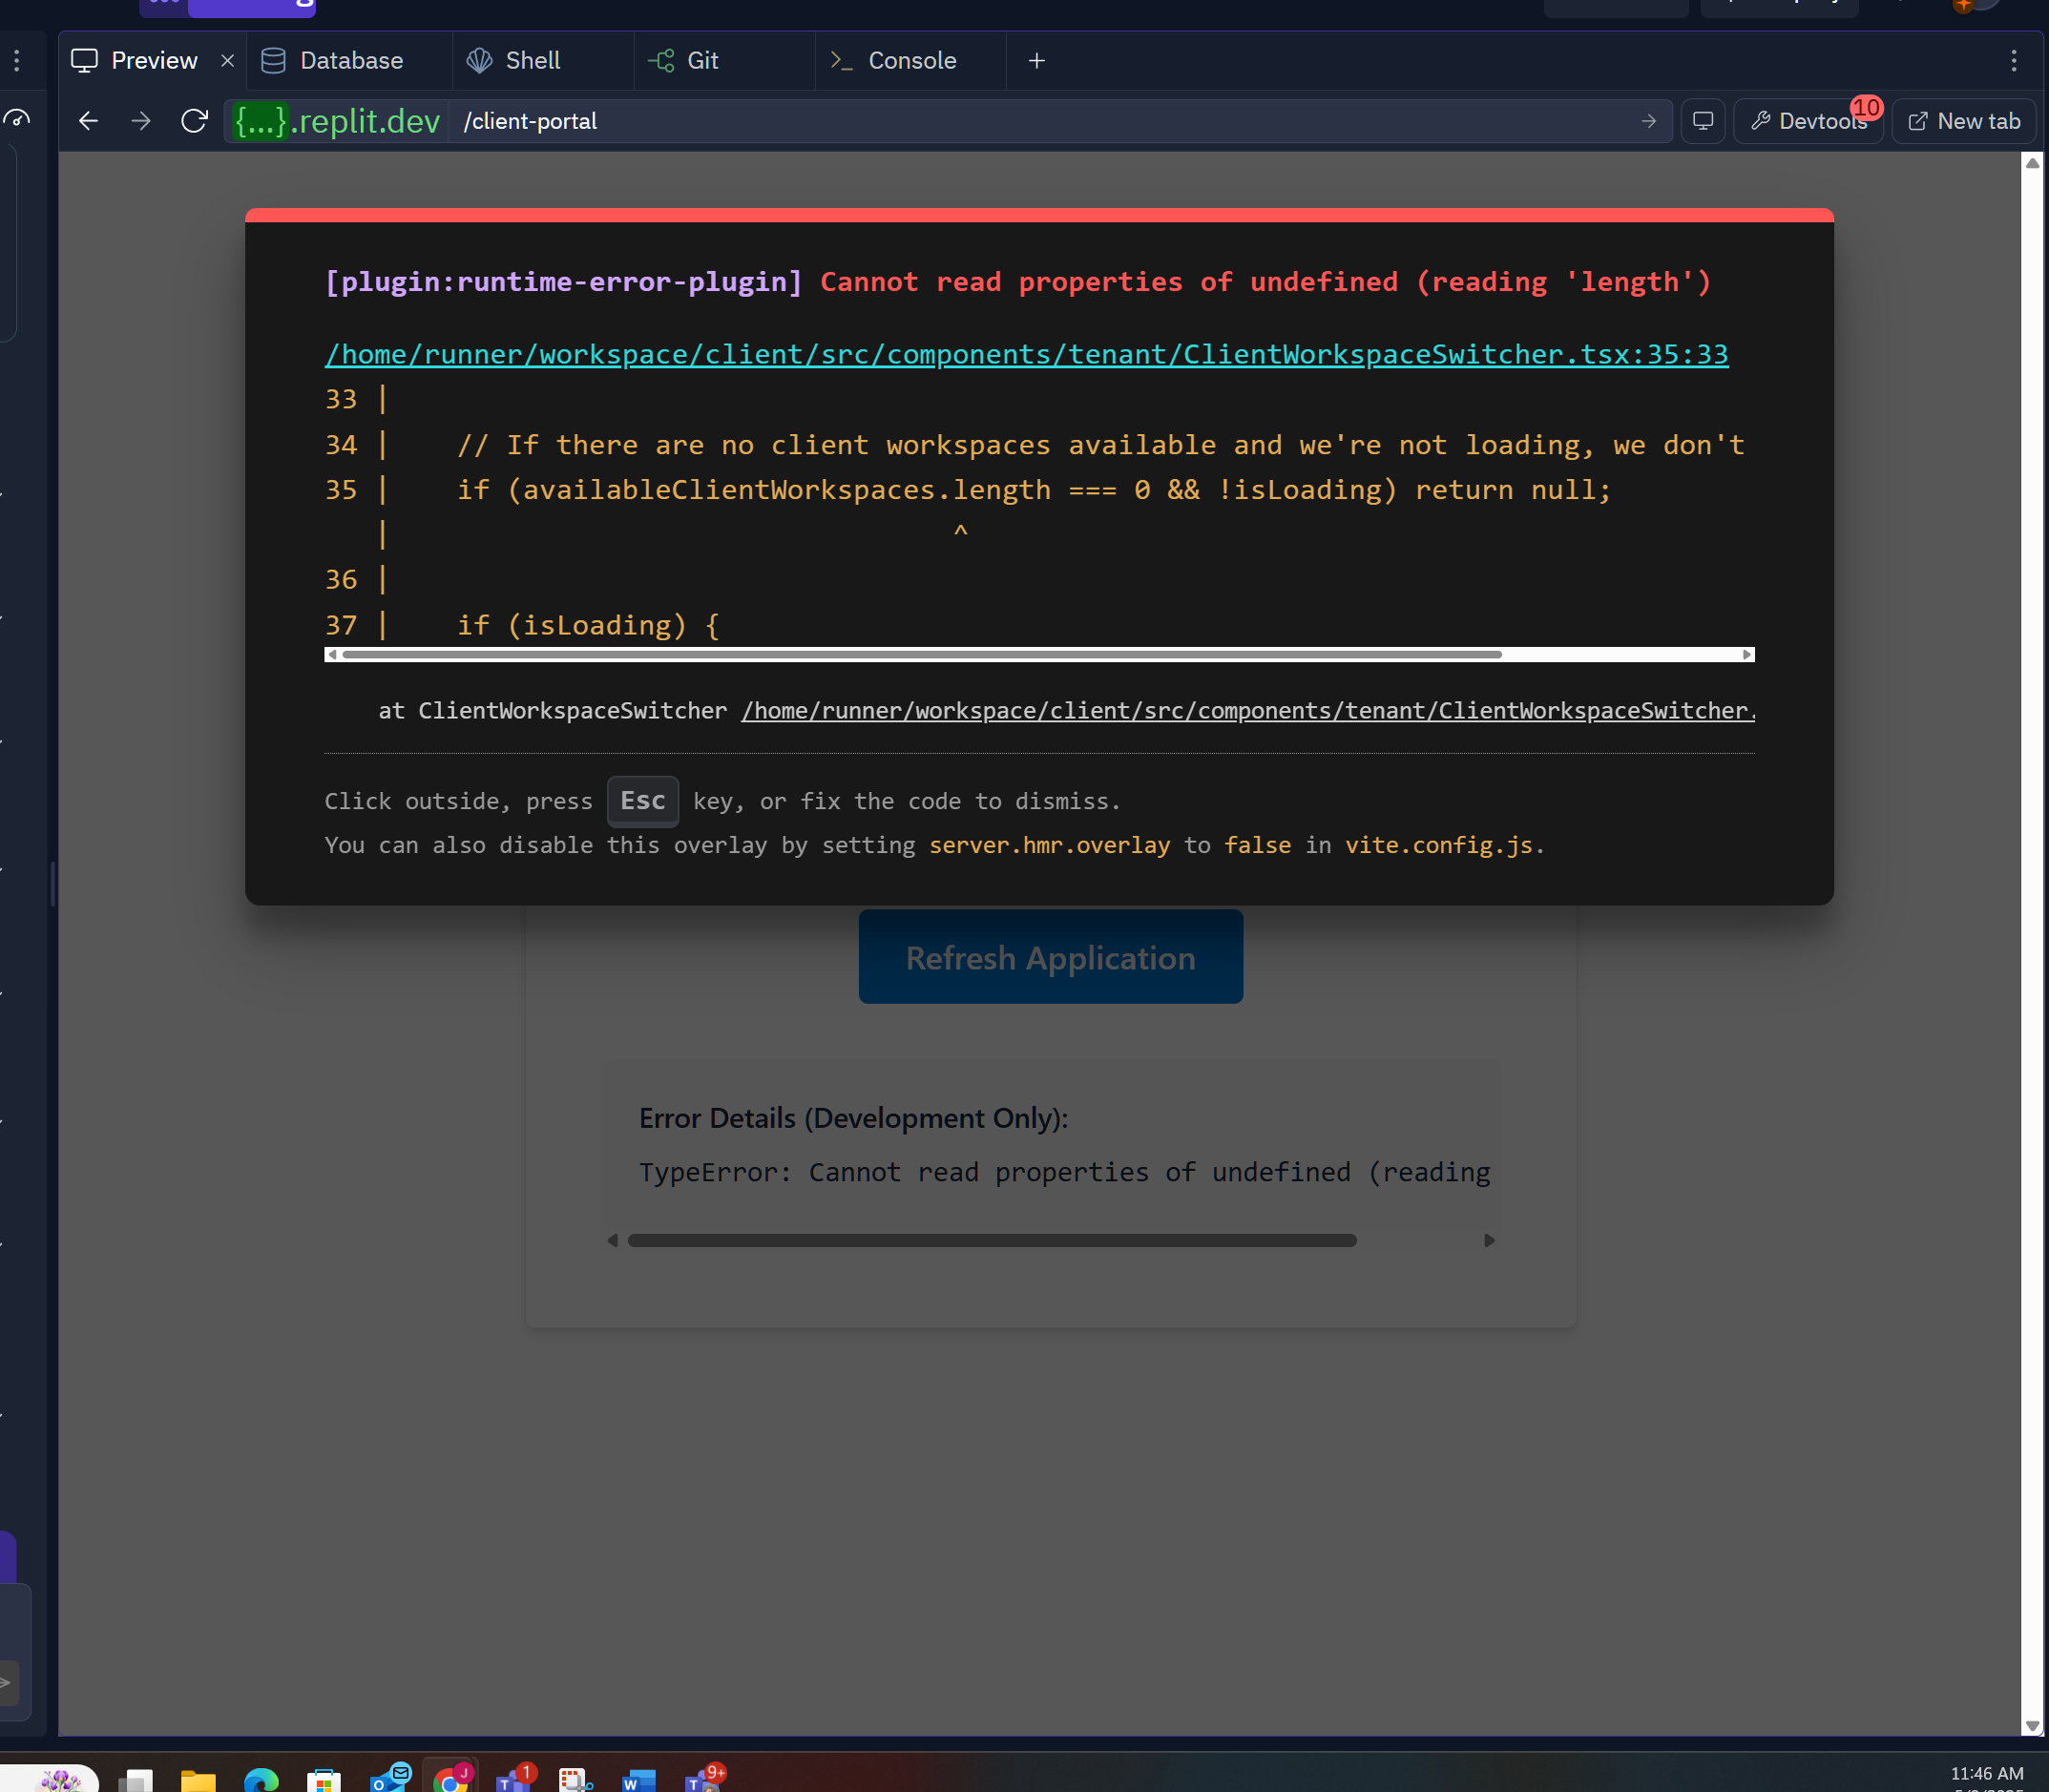 Preview
Database
Shell
Git
Console
{...}.replit.dev
/client-portal
Devtools
10
New tab
[plugin:runtime-error-plugin] Cannot read properties of undefined (reading 'length')
/home/runner/workspace/client/src/components/tenant/ClientWorkspaceSwitcher.tsx:35:33
33 |
34 |    // If there are no client workspaces available and we're not loading, we don't
35 |    if (availableClientWorkspaces.length === 0 && !isLoading) return null;
   |                                  ^
36 |
37 |    if (isLoading) {
at ClientWorkspaceSwitcher /home/runner/workspace/client/src/components/tenant/ClientWorkspaceSwitcher.
Click outside, press Esc key, or fix the code to dismiss.
You can also disable this overlay by setting server.hmr.overlay to false in vite.config.js.
Refresh Application
Error Details (Development Only):
TypeError: Cannot read properties of undefined (reading
J
1
9+
11:46 AM